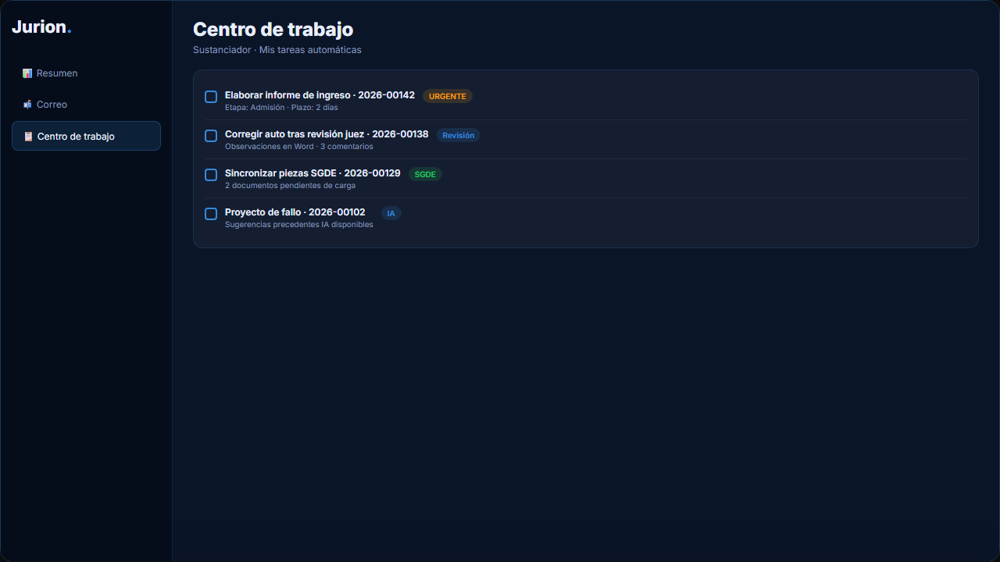 Jurion.
Resumen
Correo
Centro de trabajo
Centro de trabajo
Sustanciador · Mis tareas automáticas
Elaborar informe de ingreso · 2026-00142 URGENTE
Etapa: Admisión · Plazo: 2 días
Corregir auto tras revisión juez · 2026-00138 Revisión
Observaciones en Word · 3 comentarios
Sincronizar piezas SGDE · 2026-00129 SGDE
2 documentos pendientes de carga
Proyecto de fallo · 2026-00102 IA
Sugerencias precedentes IA disponibles